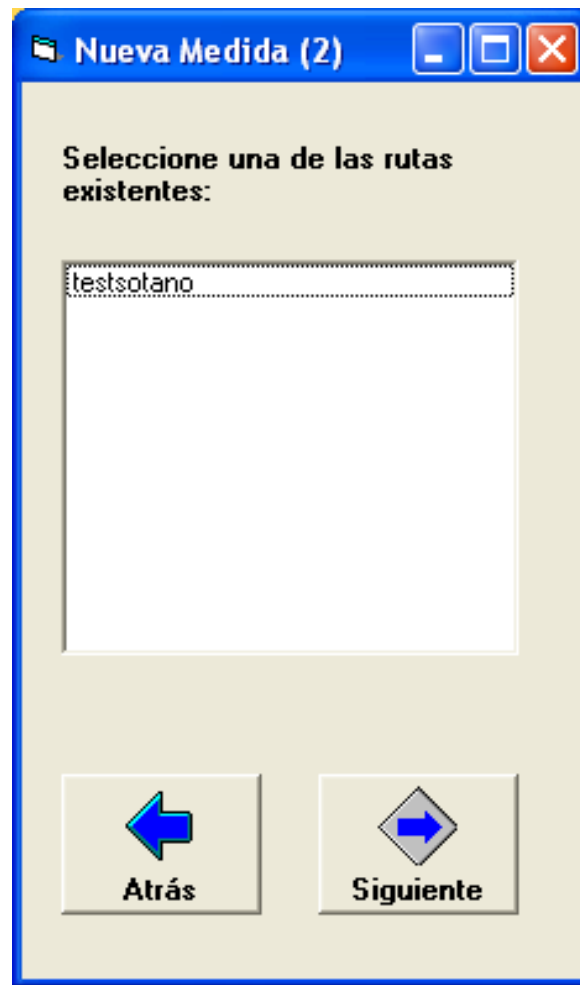 Nueva Medida (2)
Seleccione una de las rutas
existentes:
testsotano
Atrás
Siguiente